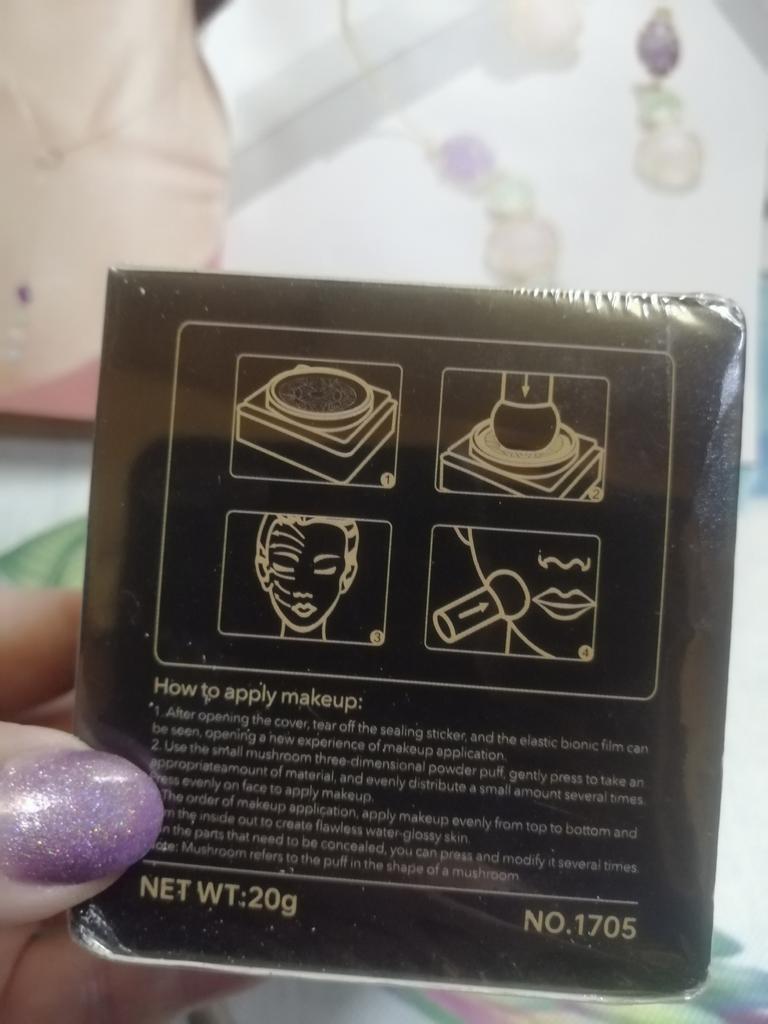 1
2
3
4
How to apply makeup:
1. After opening the cover, tear off the sealing sticker, and the elastic bionic film can
be seen, opening a new experience of makeup application.
2. Use the small mushroom three-dimensional powder puff, gently press to take an
appropriateamount of material, and evenly distribute a small amount several times.
Press evenly on face to apply makeup.
The order of makeup application, apply makeup evenly from top to bottom and
the inside out to create flawless water-glossy skin.
the parts that need to be concealed, you can press and modify it several times.
Mushroom refers to the puff in the shape of a mushroom
NET WT:20g
NO.1705